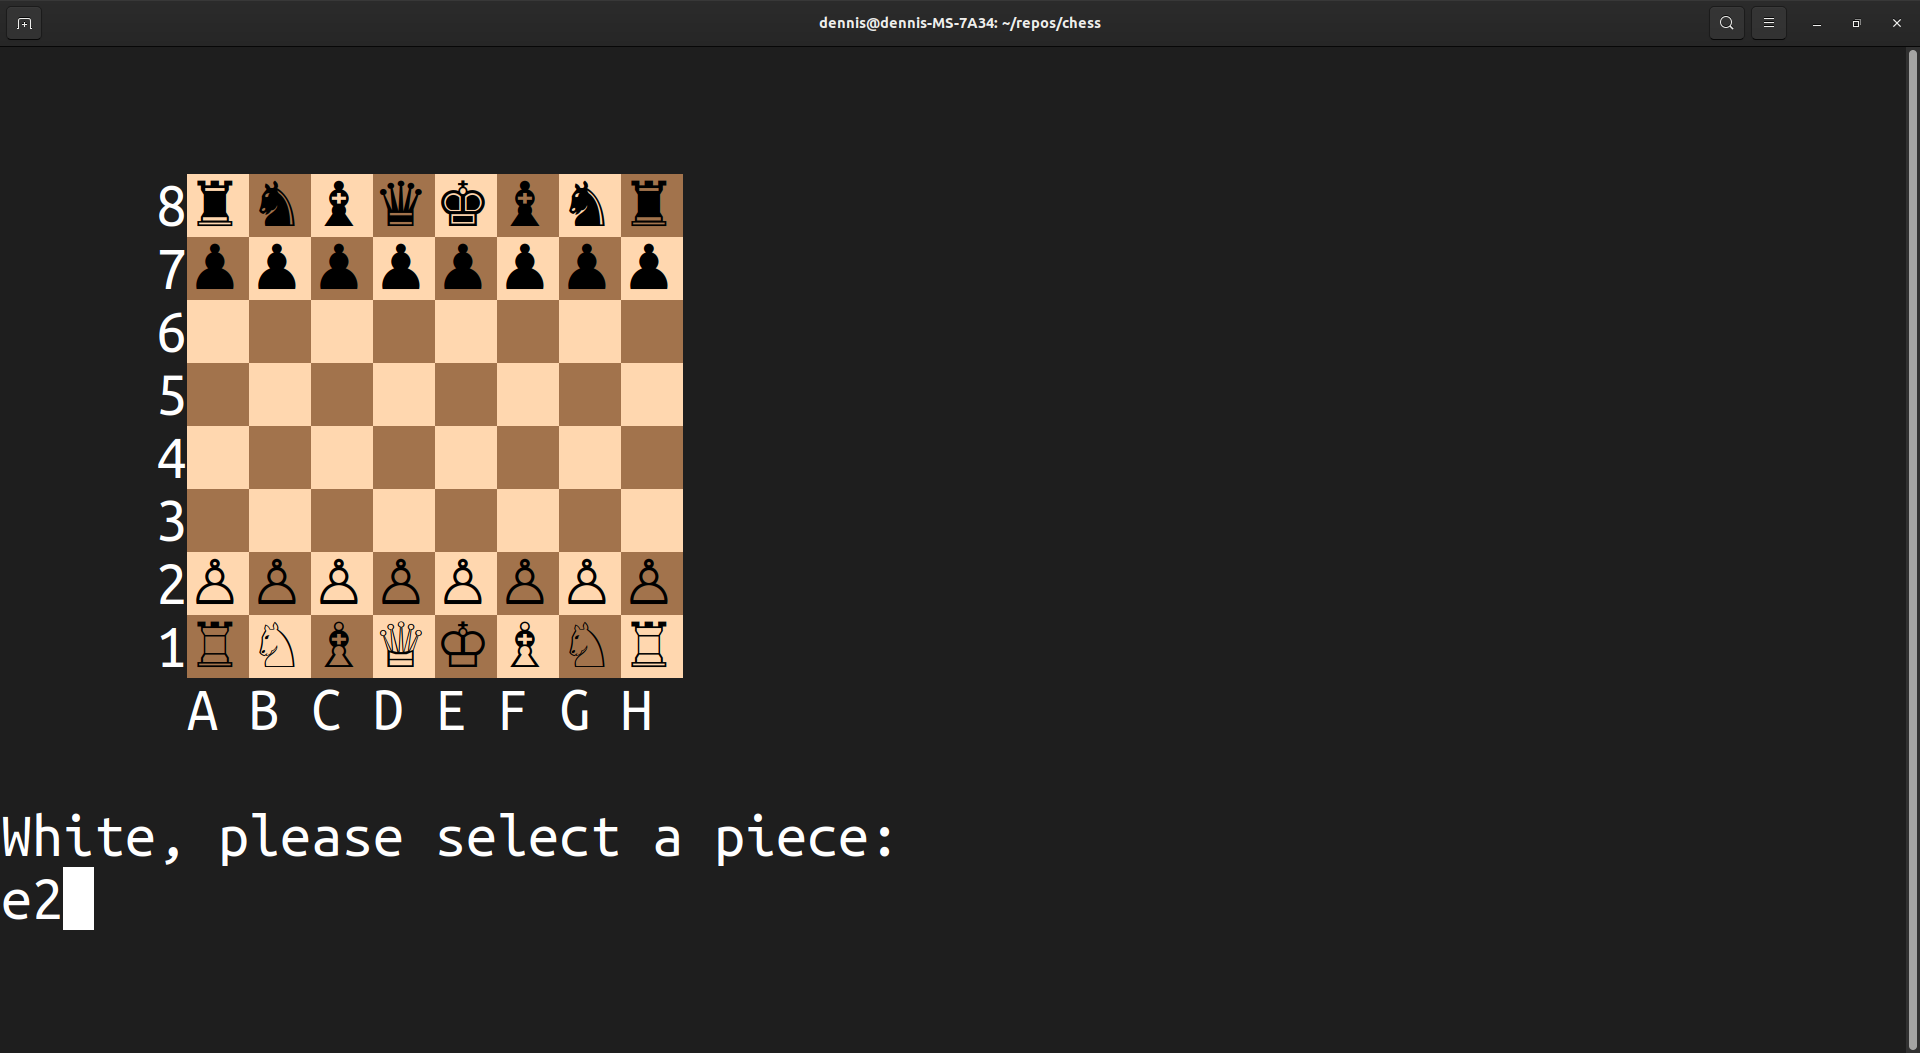 dennis@dennis-MS-7A34: ~/repos/chess
8
7
6
5
4
3
2
1
A B C D E F G H
White, please select a piece:
e2